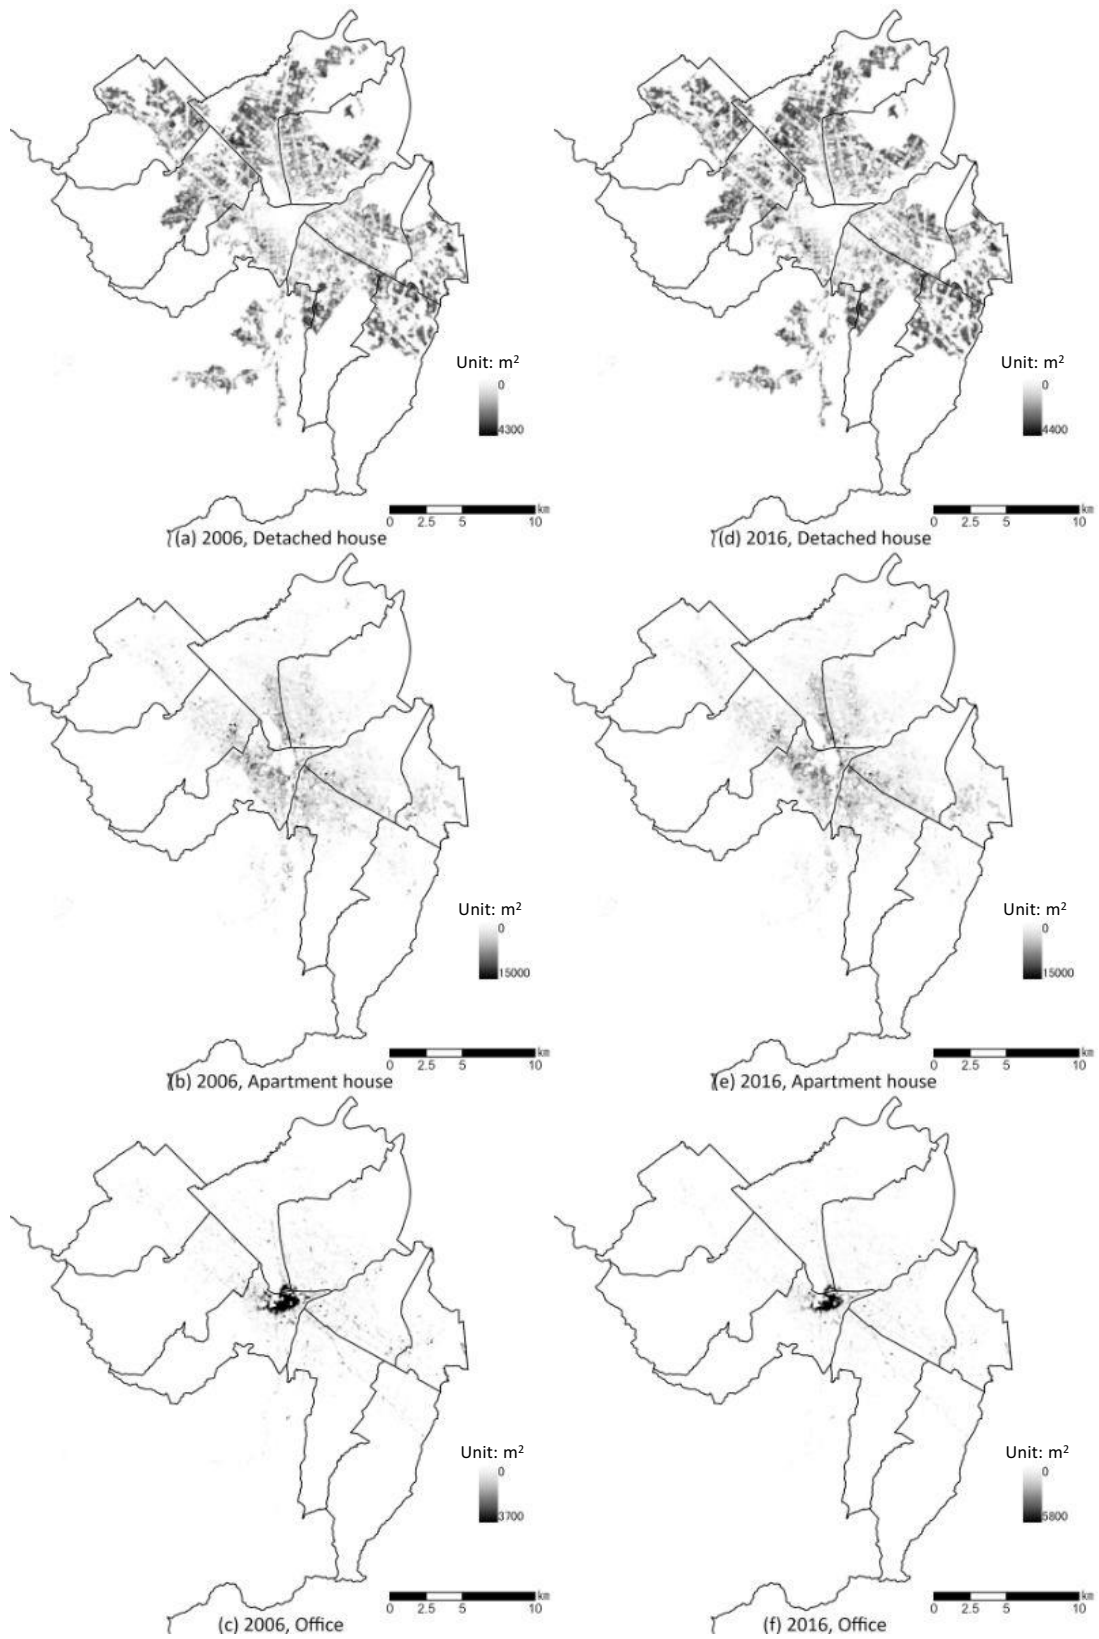 Unit: m²
0
4300
km
0 2.5 5 10
(a) 2006, Detached house
Unit: m²
0
4400
km
0 2.5 5 10
(d) 2016, Detached house
Unit: m²
0
15000
km
0 2.5 5 10
(b) 2006, Apartment house
Unit: m²
0
15000
km
0 2.5 5 10
(e) 2016, Apartment house
Unit: m²
0
3700
km
0 2.5 5 10
(c) 2006, Office
Unit: m²
0
5800
km
0 2.5 5 10
(f) 2016, Office